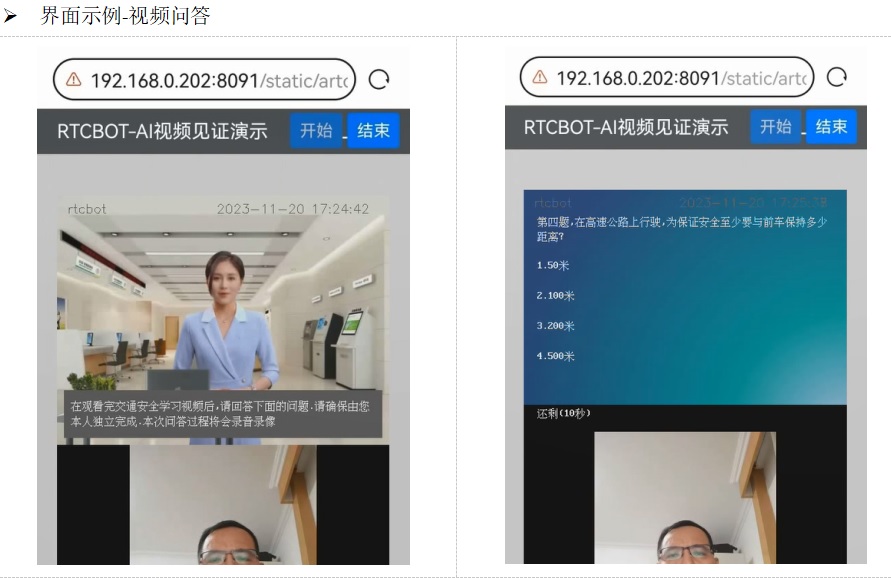 ➢ 界面示例-视频问答
192.168.0.202:8091/static/artc
RTCBOT-AI视频见证演示 开始 结束
rtcbot 2023-11-20 17:24:42
在观看完交通安全学习视频后,请回答下面的问题.请确保由您
本人独立完成.本次问答过程将会录音录像
192.168.0.202:8091/static/artc
RTCBOT-AI视频见证演示 开始 结束
rtcbot 2023-11-20 17:25:38
第四题,在高速公路上行驶,为保证安全至少要与前车保持多少
距离?
1.50米
2.100米
3.200米
4.500米
还剩(10秒)